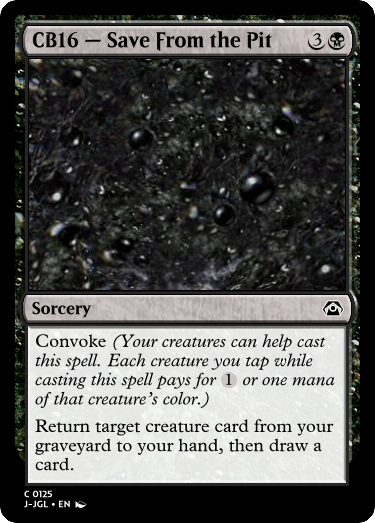 CB16 — Save From the Pit 3
Sorcery
Convoke (Your creatures can help cast
this spell. Each creature you tap while
casting this spell pays for 1 or one mana
of that creature's color.)
Return target creature card from your
graveyard to your hand, then draw a
card.
C 0125
J-JGL • EN